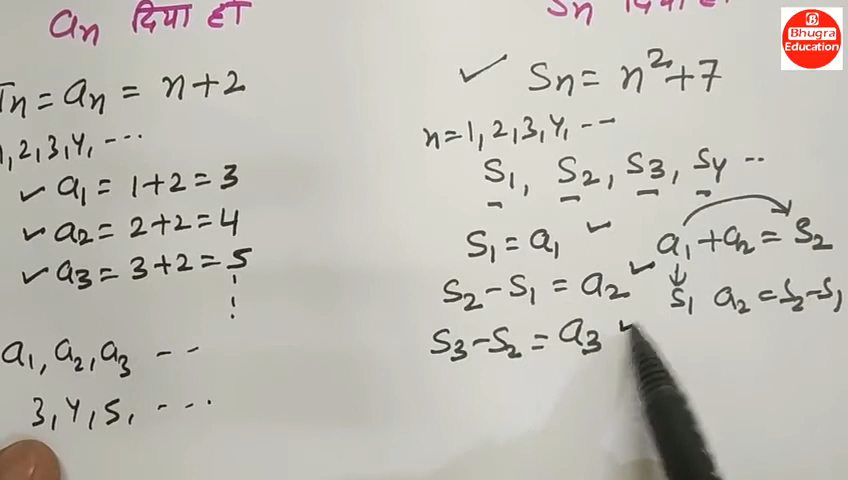 an दिया हो
Tn = an = n+2
1, 2, 3, 4, ---
✓ a1 = 1+2 = 3
✓ a2 = 2+2 = 4
✓ a3 = 3+2 = 5
a1, a2, a3 --
3, 4, 5, ---
Sn दिया हो
✓ Sn = n²+7
n = 1, 2, 3, 4, ---
S1, S2, S3, S4 --
S1 = a1 ✓
S2-S1 = a2 ✓
S3-S2 = a3 ✓
a1+a2 = S2
S1 a2 = S2-S1
B
Bhugra
Education